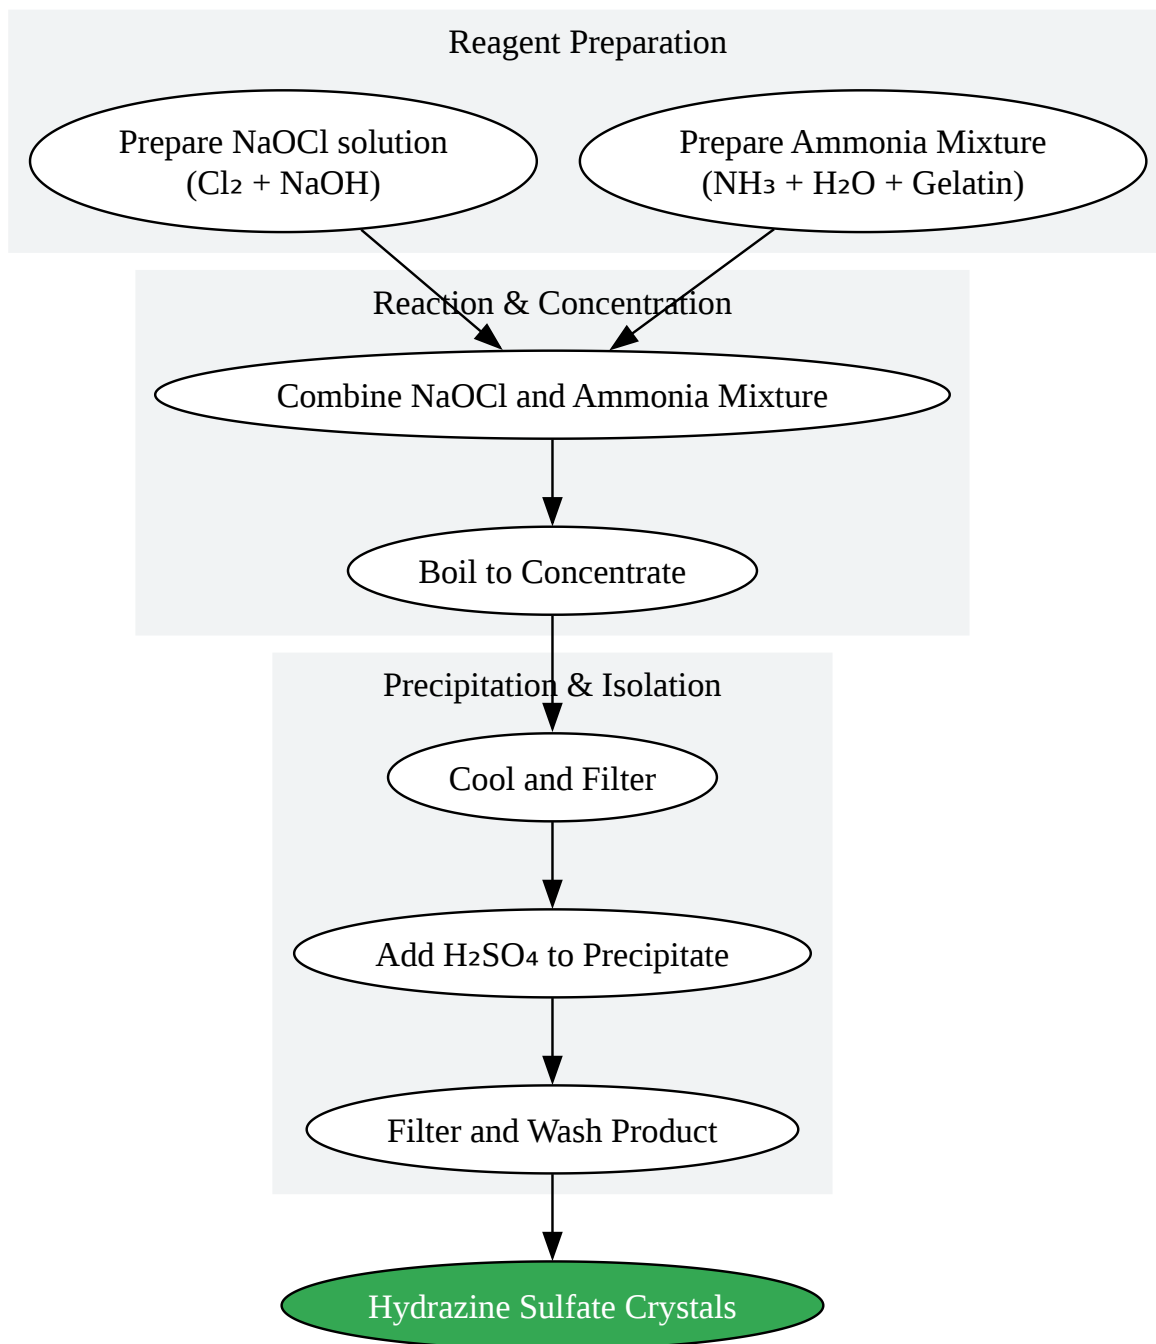 Reagent Preparation
Prepare NaOCl solution
(Cl₂ + NaOH)
Prepare Ammonia Mixture
(NH₃ + H₂O + Gelatin)
Reaction & Concentration
Combine NaOCl and Ammonia Mixture
Boil to Concentrate
Precipitation & Isolation
Cool and Filter
Add H₂SO₄ to Precipitate
Filter and Wash Product
Hydrazine Sulfate Crystals